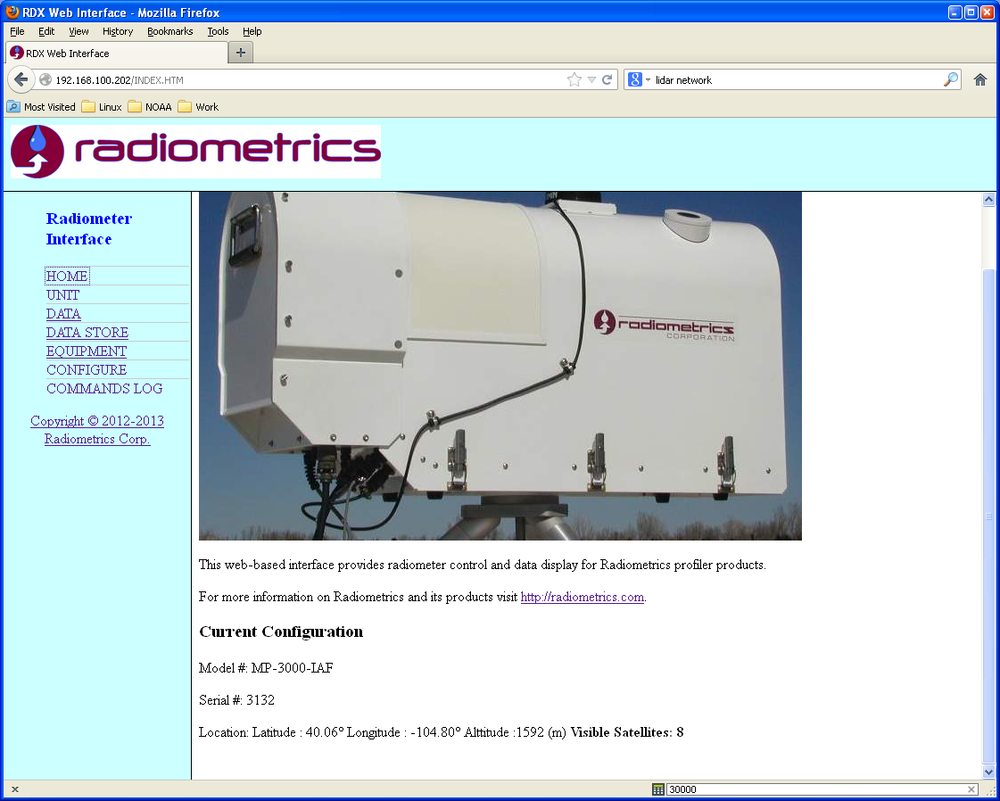 RDX Web Interface - Mozilla Firefox
File Edit View History Bookmarks Tools Help
RDX Web Interface
192.168.100.202/INDEX.HTM
8 lidar network
Most Visited Linux NOAA Work
radiometrics
Radiometer
Interface
HOME
UNIT
DATA
DATA STORE
EQUIPMENT
CONFIGURE
COMMANDS LOG
Copyright © 2012-2013
Radiometrics Corp.
radiometrics
CORPORATION
This web-based interface provides radiometer control and data display for Radiometrics profiler products.
For more information on Radiometrics and its products visit http://radiometrics.com.
Current Configuration
Model #: MP-3000-IAF
Serial #: 3132
Location: Latitude : 40.06° Longitude : -104.80° Alttitude :1592 (m) Visible Satellites: 8
30000